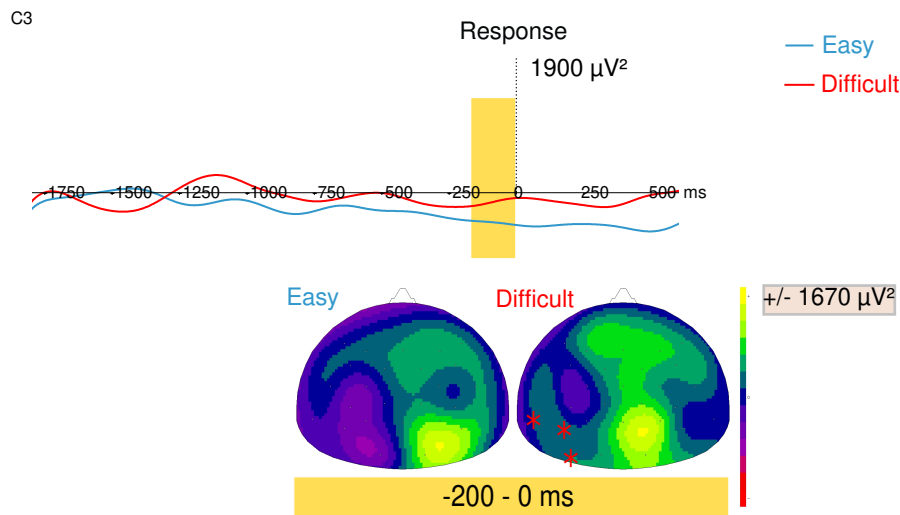 C3
Response
1900 µV²
Easy
Difficult
-1750 -1500 -1250 -1000 -750 -500 -250 0 250 500 ms
Easy
Difficult
+/- 1670 µV²
-200 - 0 ms